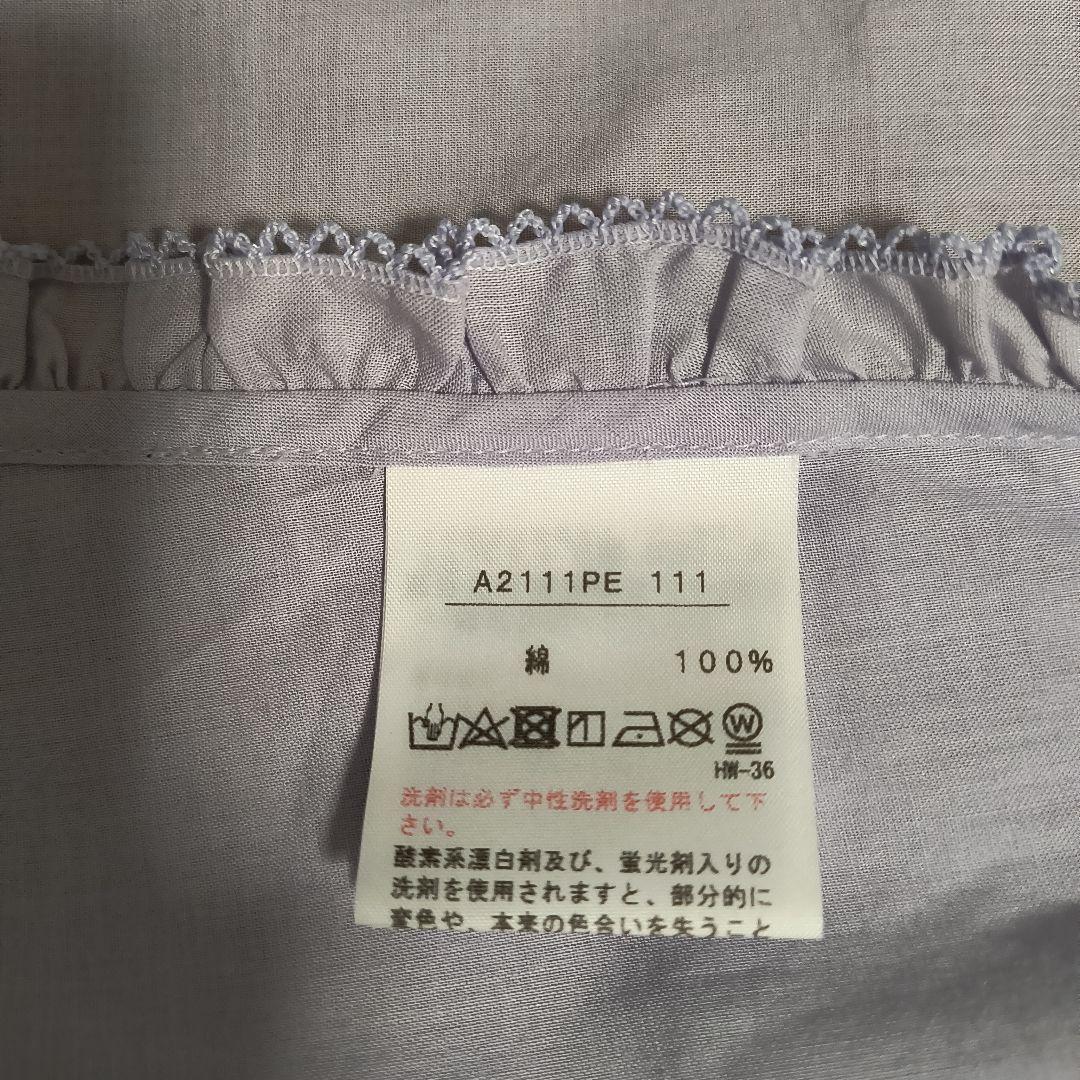 A2111PE 111
綿 100%
W
HW-36
洗剤は必ず中性洗剤を使用して下
さい。
酸素系漂白剤及び、蛍光剤入りの
洗剤を使用されますと、部分的に
変色や、本来の色合いを失うこと